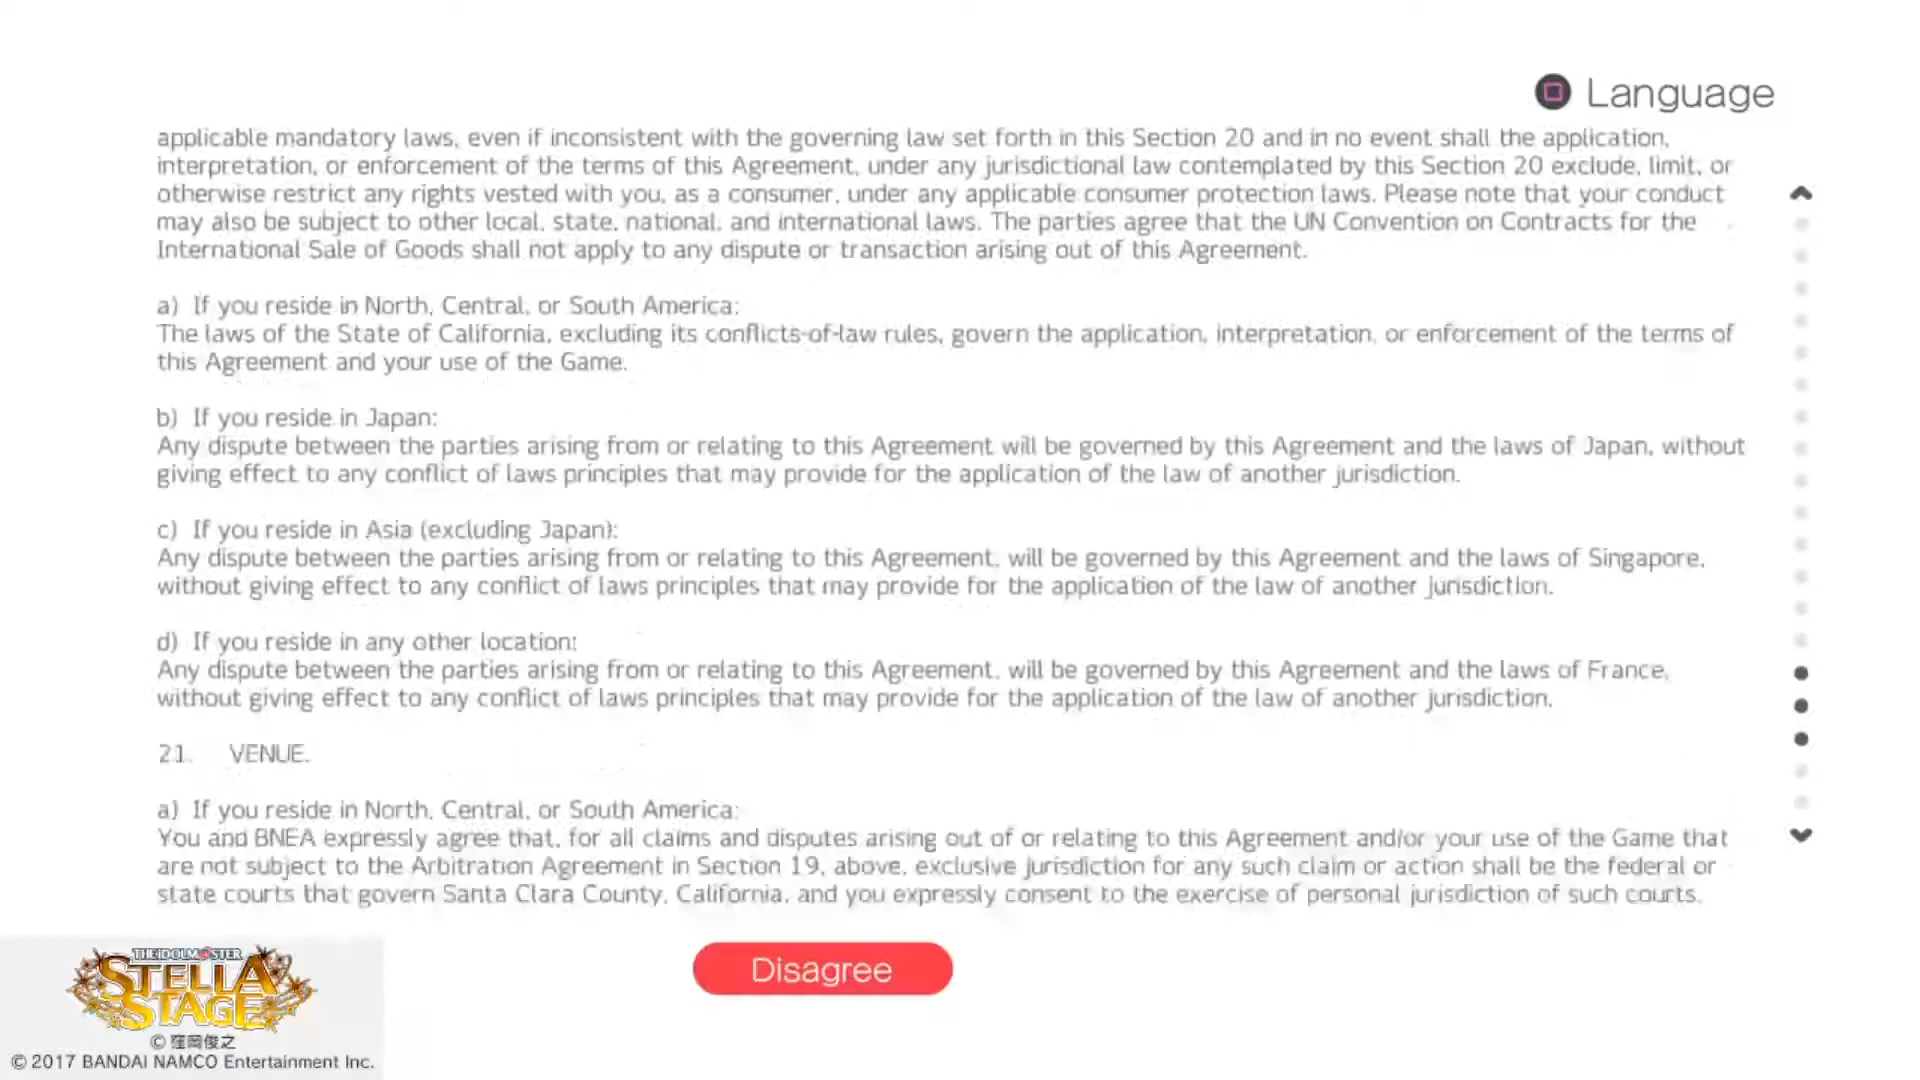 Language
applicable mandatory laws, even if inconsistent with the governing law set forth in this Section 20 and in no event shall the application,
interpretation, or enforcement of the terms of this Agreement, under any jurisdictional law contemplated by this Section 20 exclude, limit, or
otherwise restrict any rights vested with you, as a consumer, under any applicable consumer protection laws. Please note that your conduct
may also be subject to other local, state, national, and international laws. The parties agree that the UN Convention on Contracts for the
International Sale of Goods shall not apply to any dispute or transaction arising out of this Agreement.
a) If you reside in North, Central, or South America:
The laws of the State of California, excluding its conflicts-of-law rules, govern the application, interpretation, or enforcement of the terms of
this Agreement and your use of the Game.
b) If you reside in Japan:
Any dispute between the parties arising from or relating to this Agreement will be governed by this Agreement and the laws of Japan, without
giving effect to any conflict of laws principles that may provide for the application of the law of another jurisdiction.
c) If you reside in Asia (excluding Japan):
Any dispute between the parties arising from or relating to this Agreement, will be governed by this Agreement and the laws of Singapore,
without giving effect to any conflict of laws principles that may provide for the application of the law of another jurisdiction.
d) If you reside in any other location:
Any dispute between the parties arising from or relating to this Agreement, will be governed by this Agreement and the laws of France,
without giving effect to any conflict of laws principles that may provide for the application of the law of another jurisdiction.
21. VENUE.
a) If you reside in North, Central, or South America:
You and BNEA expressly agree that, for all claims and disputes arising out of or relating to this Agreement and/or your use of the Game that
are not subject to the Arbitration Agreement in Section 19, above, exclusive jurisdiction for any such claim or action shall be the federal or
state courts that govern Santa Clara County, California, and you expressly consent to the exercise of personal jurisdiction of such courts.
Disagree
THE IDOLM@STER
STELLA
STAGE
© 窪岡俊之
© 2017 BANDAI NAMCO Entertainment Inc.